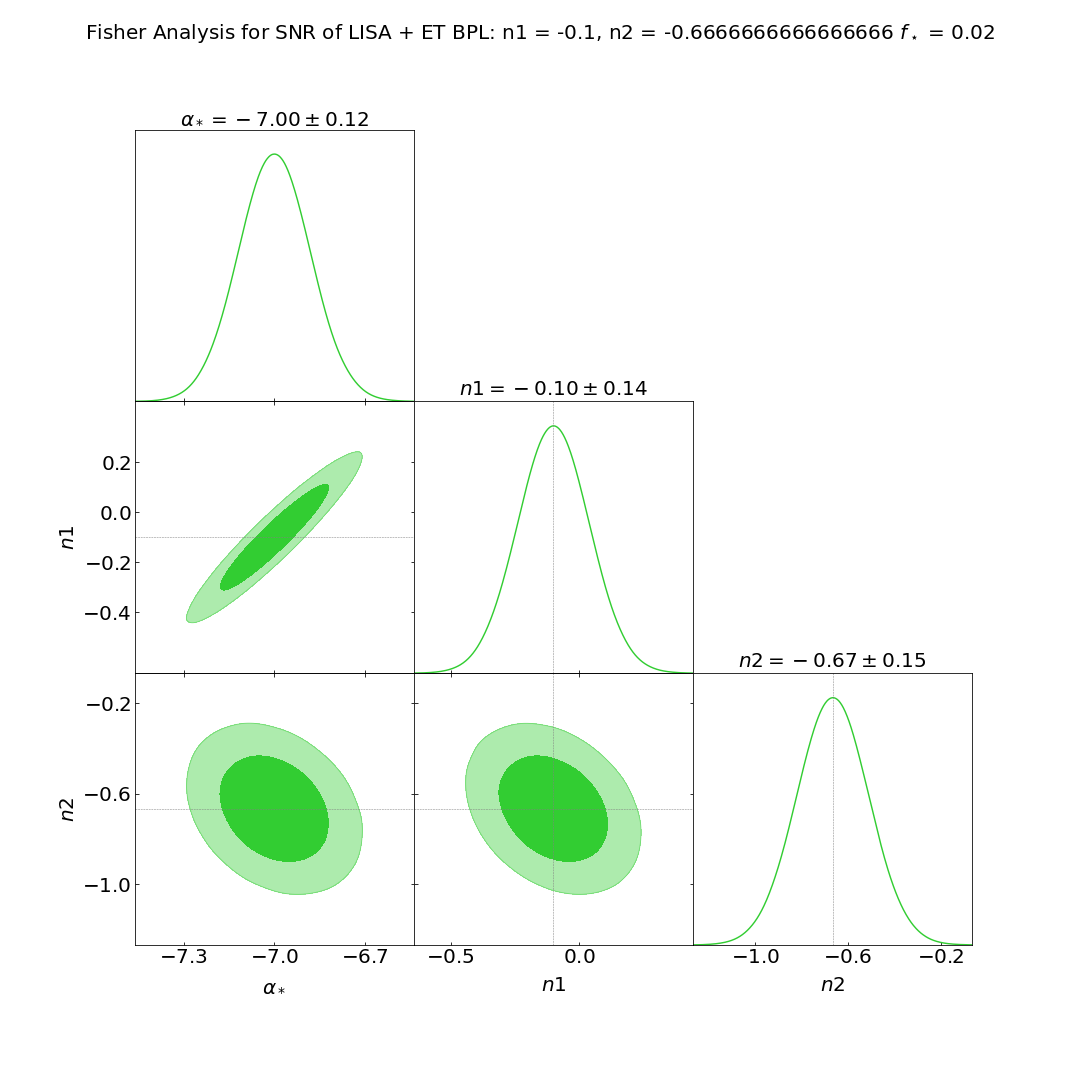 Fisher Analysis for SNR of LISA + ET BPL: n1 = -0.1, n2 = -0.6666666666666666 f⋆ = 0.02
α* = −7.00 ± 0.12
n1 = −0.10 ± 0.14
0.2
0.0
−0.2
−0.4
n1
n2 = −0.67 ± 0.15
−0.2
−0.6
−1.0
n2
−7.3 −7.0 −6.7 −0.5 0.0 −1.0 −0.6 −0.2
α* n1 n2